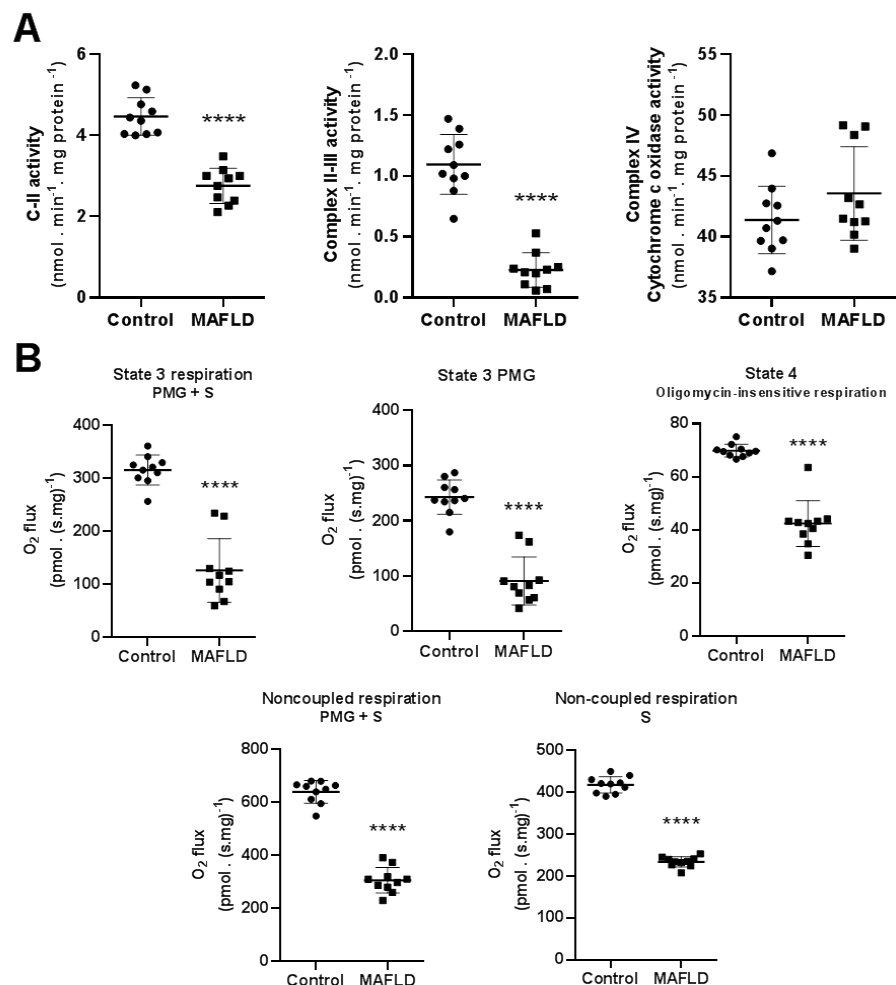 A
C-II activity
(nmol . min⁻¹. mg protein ⁻¹)
6
4
2
0
****
Control MAFLD
Complex II-III activity
(nmol . min⁻¹. mg protein ⁻¹)
1.5
1.0
0.5
0.0
****
Control MAFLD
Complex IV
Cytochrome c oxidase activity
(nmol . min⁻¹. mg protein ⁻¹)
55
50
45
40
35
Control MAFLD
B
State 3 respiration
PMG + S
O₂ flux
(pmol . (s.mg)⁻¹
400
300
200
100
0
****
Control MAFLD
State 3 PMG
O₂ flux
(pmol . (s.mg)⁻¹
400
300
200
100
0
****
Control MAFLD
State 4
Oligomycin-insensitive respiration
O₂ flux
(pmol . (s.mg)⁻¹
80
60
40
20
0
****
Control MAFLD
Noncoupled respiration
PMG + S
O₂ flux
(pmol . (s.mg)⁻¹
800
600
400
200
0
****
Control MAFLD
Non-coupled respiration
S
O₂ flux
(pmol . (s.mg)⁻¹
500
400
300
200
100
0
****
Control MAFLD